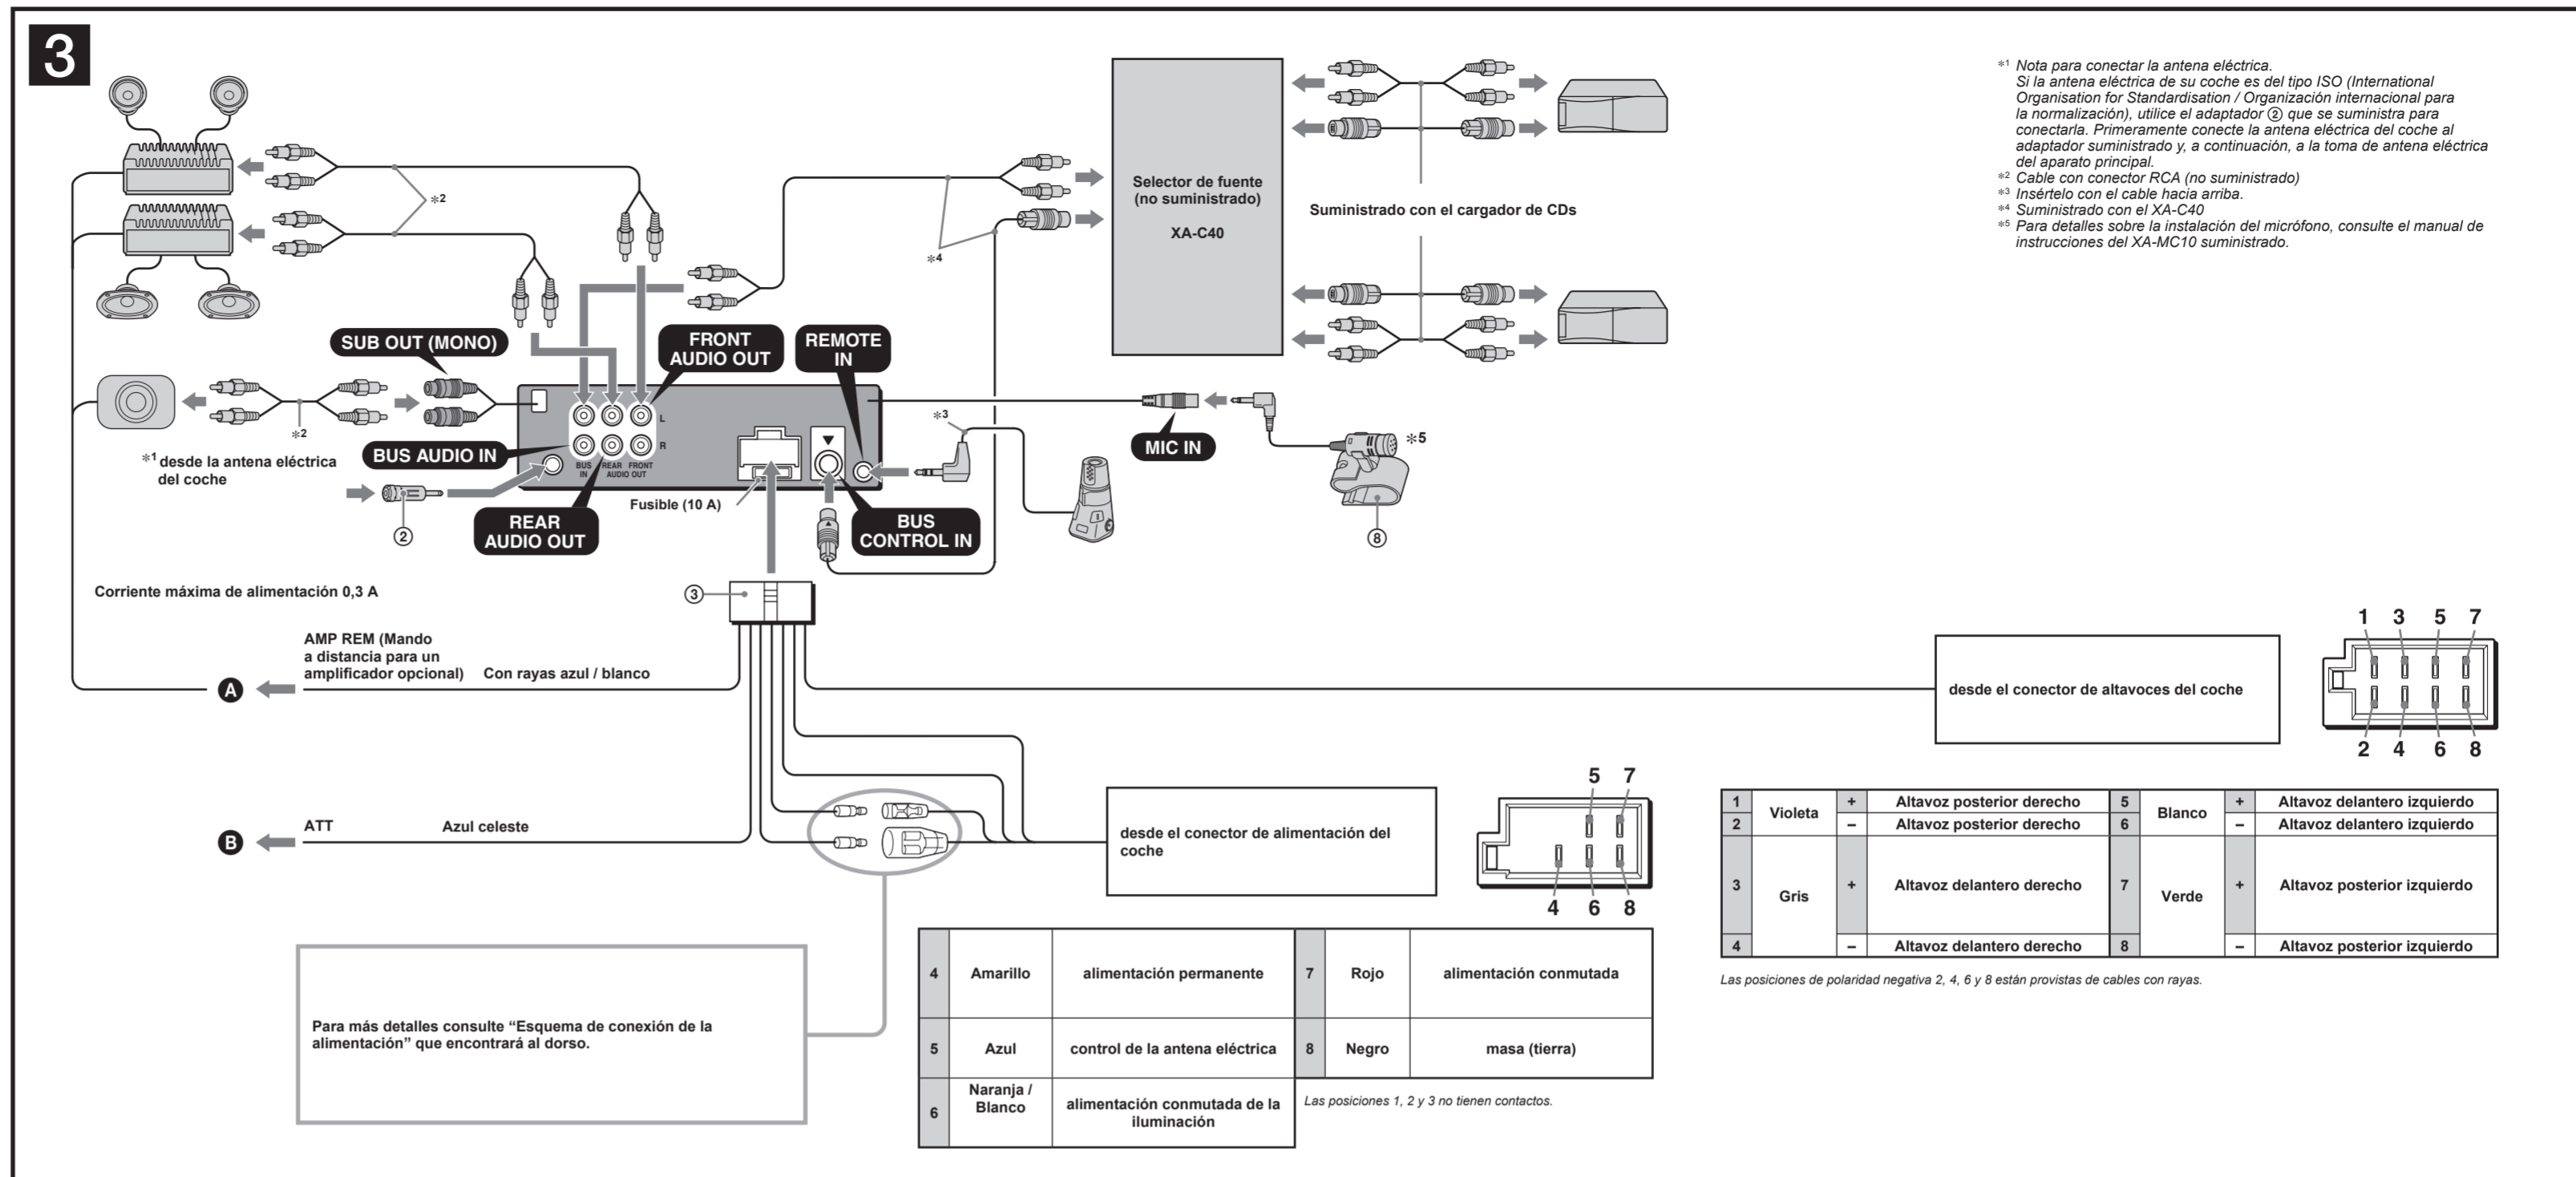 3
*1 Nota para conectar la antena eléctrica.
Si la antena eléctrica de su coche es del tipo ISO (International
Organisation for Standardisation / Organización internacional para
la normalización), utilice el adaptador ② que se suministra para
conectarla. Primeramente conecte la antena eléctrica del coche al
adaptador suministrado y, a continuación, a la toma de antena eléctrica
del aparato principal.
*2 Cable con conector RCA (no suministrado)
*3 Insértelo con el cable hacia arriba.
*4 Suministrado con el XA-C40
*5 Para detalles sobre la instalación del micrófono, consulte el manual de
instrucciones del XA-MC10 suministrado.
Selector de fuente
(no suministrado)
XA-C40
Suministrado con el cargador de CDs
*2
*4
SUB OUT (MONO)
FRONT
AUDIO OUT
REMOTE
IN
*2
*3
L
R
BUS
IN
REAR FRONT
AUDIO OUT
BUS AUDIO IN
MIC IN
*5
*1 desde la antena eléctrica
del coche
②
Fusible (10 A)
REAR
AUDIO OUT
BUS
CONTROL IN
⑧
Corriente máxima de alimentación 0,3 A
③
AMP REM (Mando
a distancia para un
amplificador opcional)
Con rayas azul / blanco
A
desde el conector de altavoces del coche
1 3 5 7
2 4 6 8
B
ATT
Azul celeste
desde el conector de alimentación del
coche
5 7
4 6 8
1 Violeta + Altavoz posterior derecho 5 Blanco + Altavoz delantero izquierdo
2 – Altavoz posterior derecho 6 – Altavoz delantero izquierdo
3 Gris + Altavoz delantero derecho 7 Verde + Altavoz posterior izquierdo
4 – Altavoz delantero derecho 8 – Altavoz posterior izquierdo
Las posiciones de polaridad negativa 2, 4, 6 y 8 están provistas de cables con rayas.
Para más detalles consulte “Esquema de conexión de la
alimentación” que encontrará al dorso.
4 Amarillo alimentación permanente 7 Rojo alimentación conmutada
5 Azul control de la antena eléctrica 8 Negro masa (tierra)
6 Naranja /
Blanco
alimentación conmutada de la
iluminación
Las posiciones 1, 2 y 3 no tienen contactos.